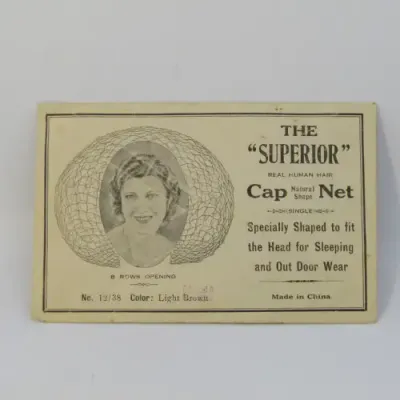 THE
"SUPERIOR"
REAL HUMAN HAIR
Cap Natural Shape Net
SINGLE
Specially Shaped to fit
the Head for Sleeping
and Out Door Wear
Made in China.
8 ROWS OPENING
No. 12/38 Color: Light Brown.